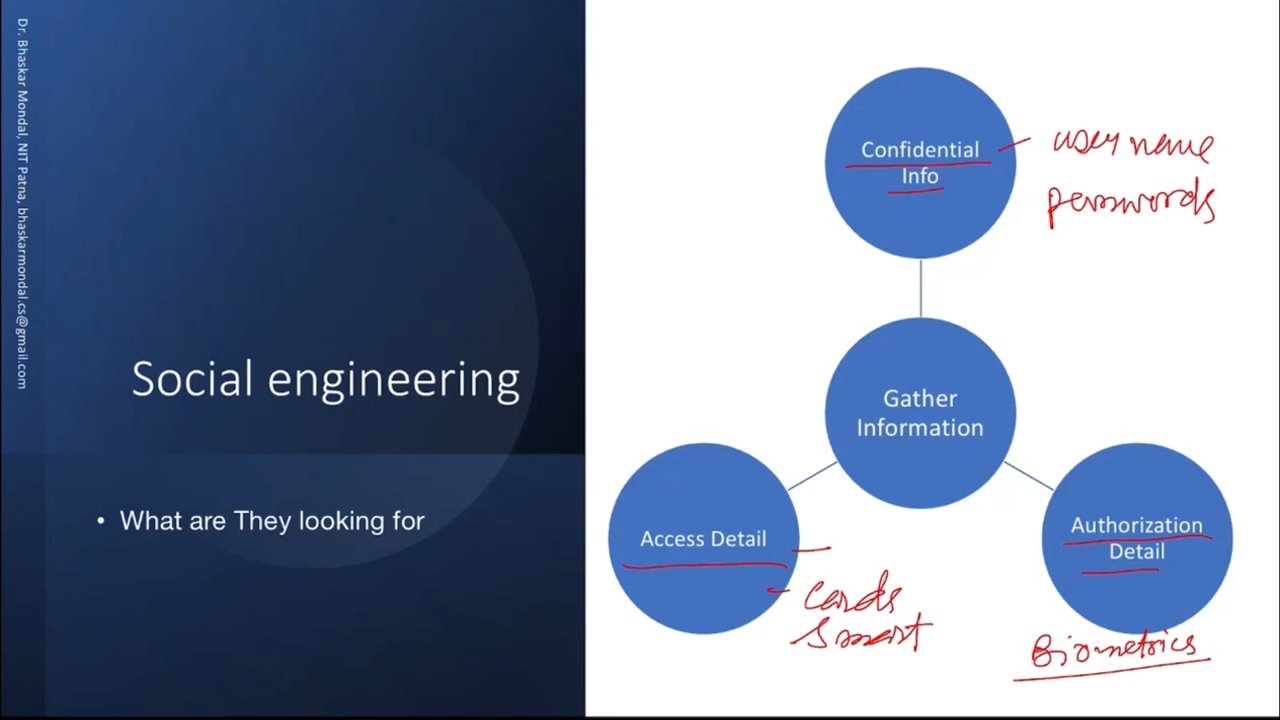 Dr. Bhaskar Mondal, NIT Patna, bhaskarmondal.cs@gmail.com
Social engineering
• What are They looking for
Confidential
Info
user name
passwords
Gather
Information
Access Detail
Cards
Smart
Authorization
Detail
Biometrics